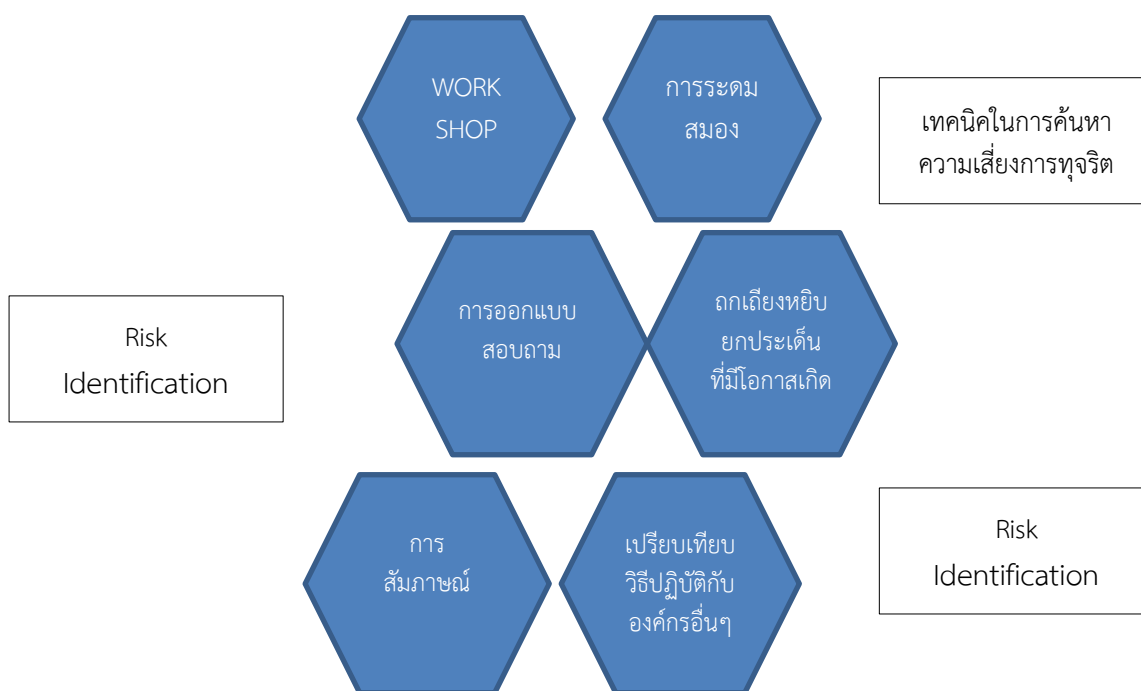 WORK
SHOP
การระดม
สมอง
เทคนิคในการค้นหา
ความเสี่ยงการทุจริต
Risk
Identification
การออกแบบ
สอบถาม
ถกเถียงหยิบ
ยกประเด็น
ที่มีโอกาสเกิด
การ
สัมภาษณ์
เปรียบเทียบ
วิธีปฏิบัติกับ
องค์กรอื่นๆ
Risk
Identification